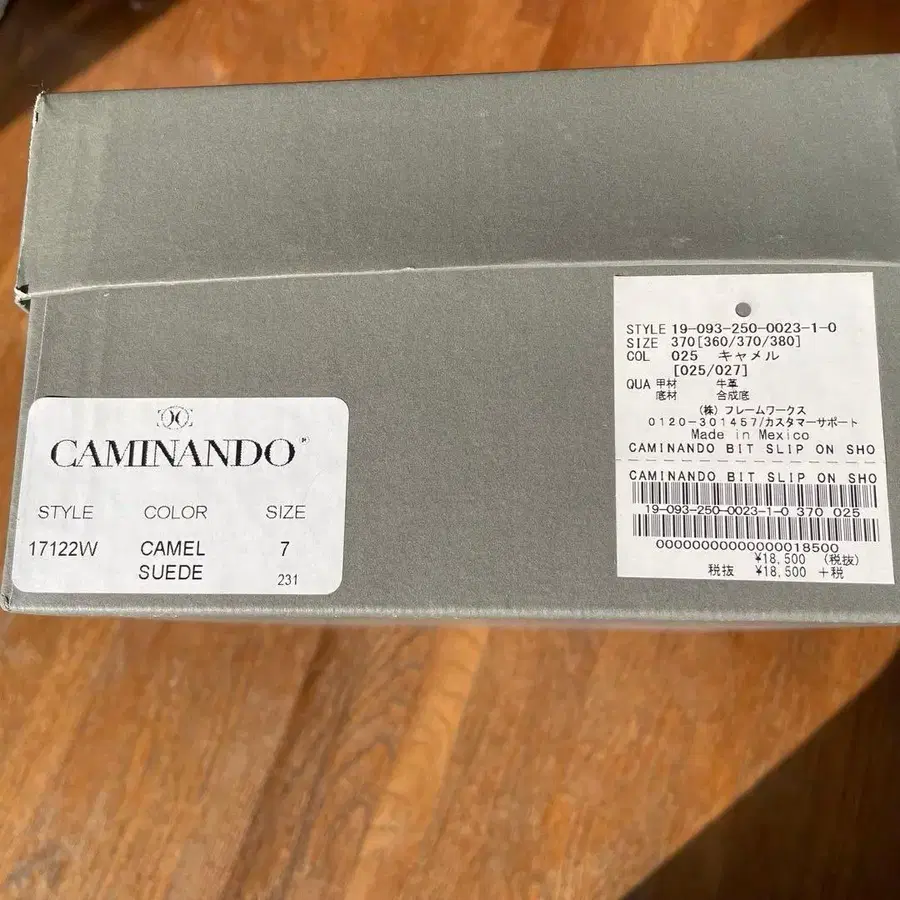 CAMINANDO®
STYLE COLOR SIZE
17122W CAMEL SUEDE 7
231
STYLE 19-093-250-0023-1-0
SIZE 370[360/370/380]
COL 025 キャメル
[025/027]
QUA 甲材 牛革
底材 合成底
(株) フレームワークス
0120-301457/カスタマーサポート
Made in Mexico
CAMINANDO BIT SLIP ON SHO
CAMINANDO BIT SLIP ON SHO
19-093-250-0023-1-0 370 025
0000000000000000018500
¥18,500 (税抜)
税抜 ¥18,500 +税